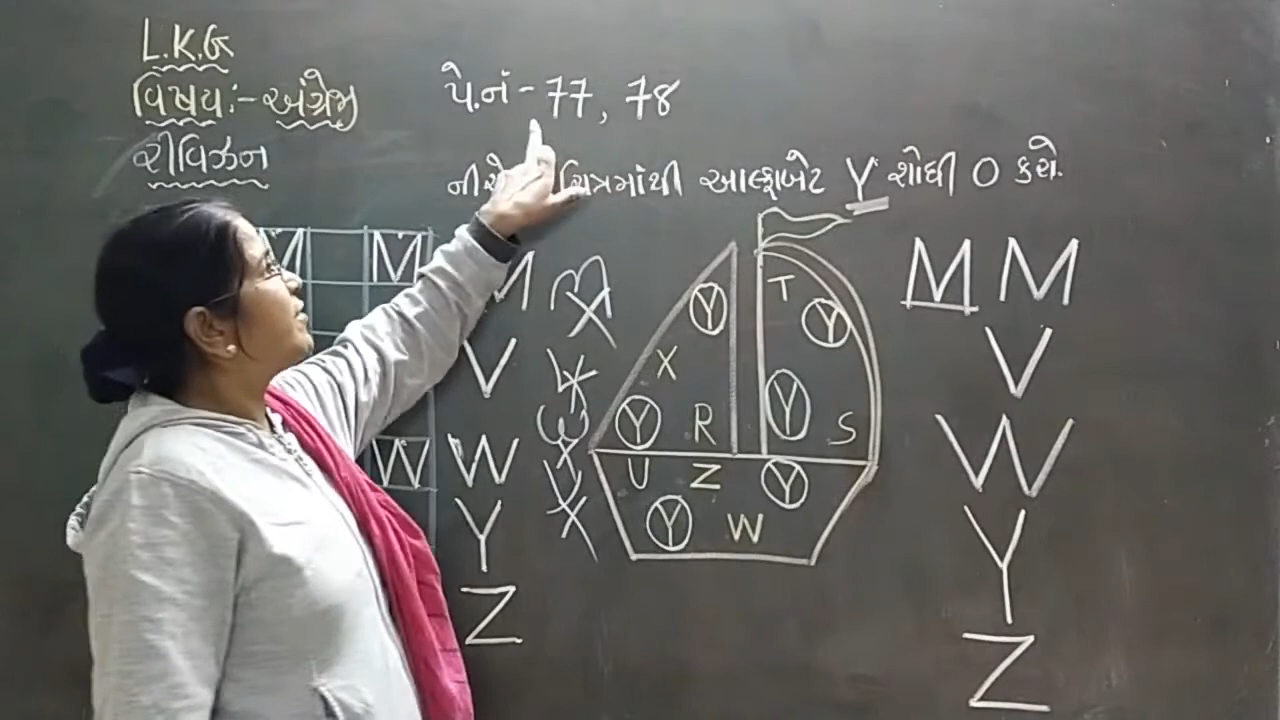 L.K.G
વિષય:- અંગ્રેજી
રીવિઝન
પે.નં - 77, 78
ચિત્રમાંથી આલ્ફાબેટ Y શોધી O કરો.
M M M
V
W W
Y
Z
Y T Y
X
Y R Y S
U Z Y
Y W
M M
V
W
Y
Z